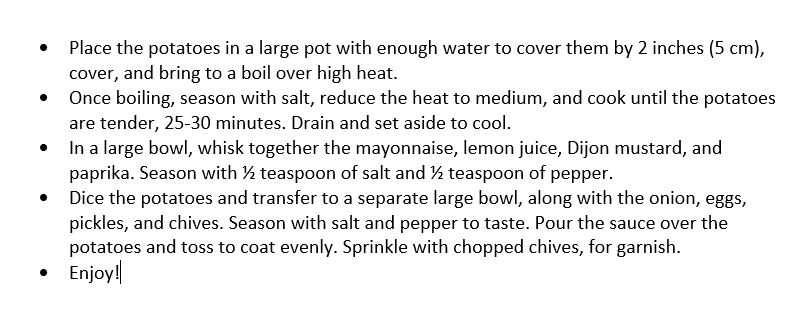 • Place the potatoes in a large pot with enough water to cover them by 2 inches (5 cm),
cover, and bring to a boil over high heat.
• Once boiling, season with salt, reduce the heat to medium, and cook until the potatoes
are tender, 25-30 minutes. Drain and set aside to cool.
• In a large bowl, whisk together the mayonnaise, lemon juice, Dijon mustard, and
paprika. Season with ½ teaspoon of salt and ½ teaspoon of pepper.
• Dice the potatoes and transfer to a separate large bowl, along with the onion, eggs,
pickles, and chives. Season with salt and pepper to taste. Pour the sauce over the
potatoes and toss to coat evenly. Sprinkle with chopped chives, for garnish.
• Enjoy!